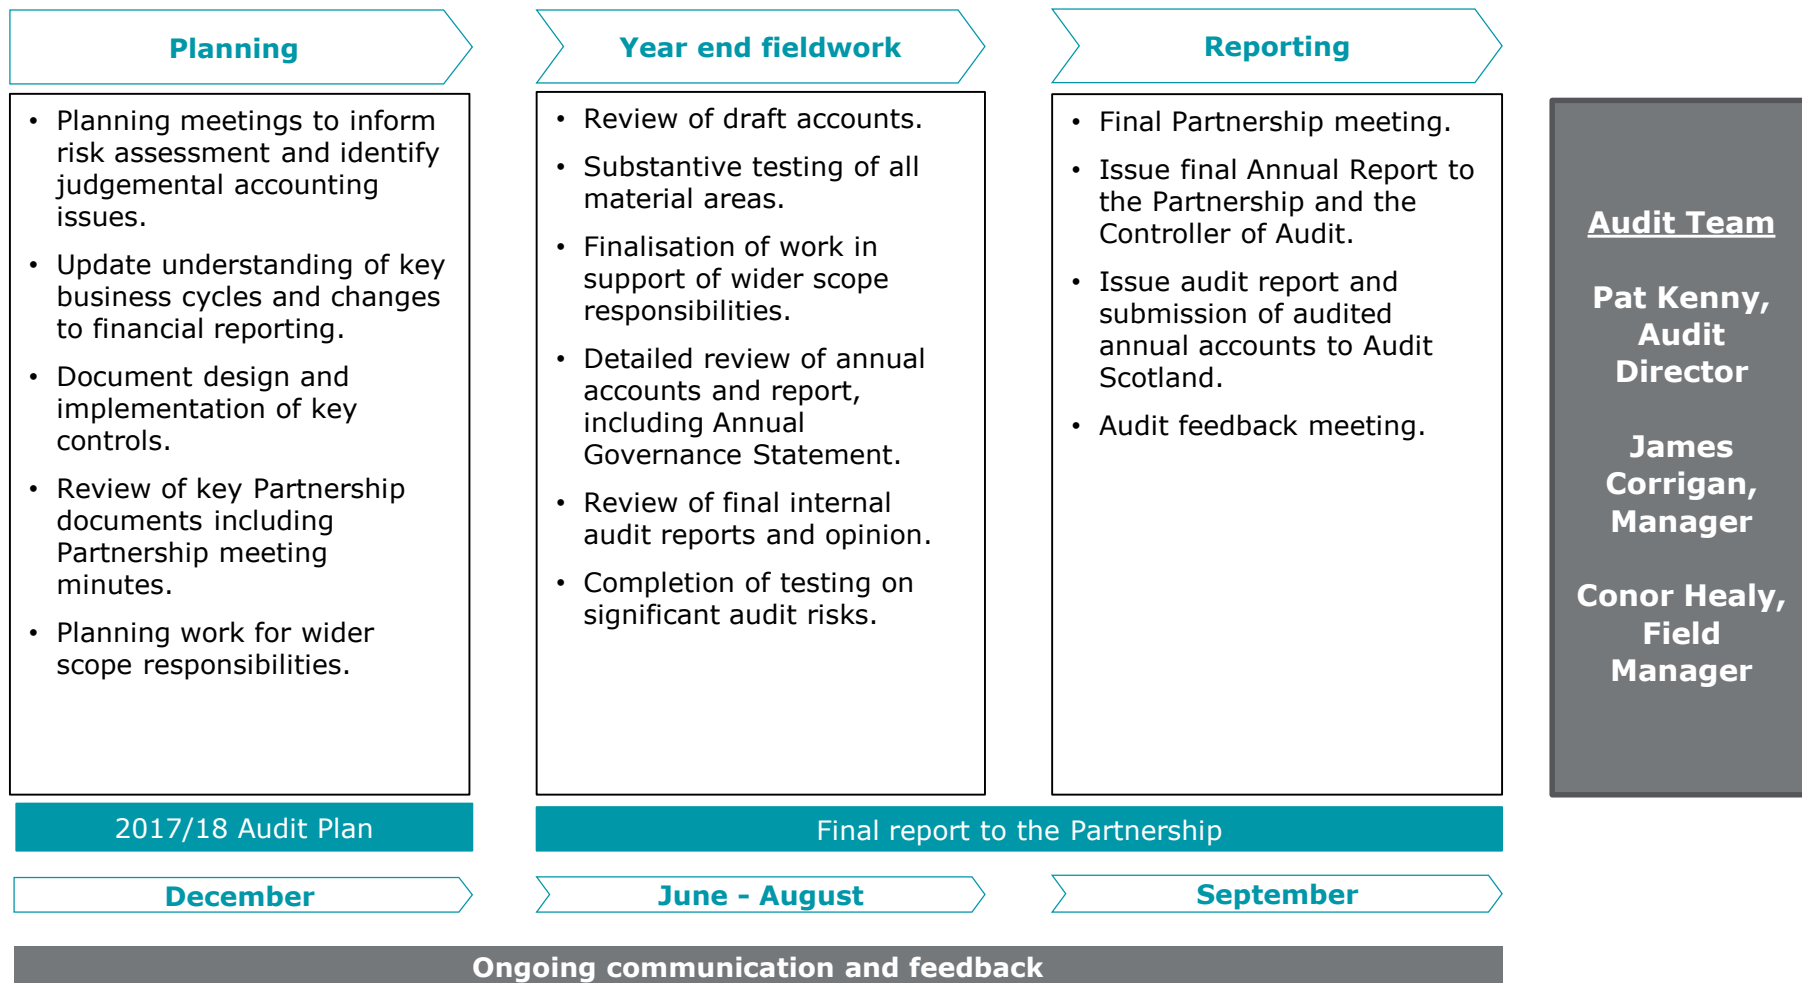 Planning
• Planning meetings to inform
risk assessment and identify
judgemental accounting
issues.
• Update understanding of key
business cycles and changes
to financial reporting.
• Document design and
implementation of key
controls.
• Review of key Partnership
documents including
Partnership meeting
minutes.
• Planning work for wider
scope responsibilities.
2017/18 Audit Plan
December
Year end fieldwork
• Review of draft accounts.
• Substantive testing of all
material areas.
• Finalisation of work in
support of wider scope
responsibilities.
• Detailed review of annual
accounts and report,
including Annual
Governance Statement.
• Review of final internal
audit reports and opinion.
• Completion of testing on
significant audit risks.
June - August
Reporting
• Final Partnership meeting.
• Issue final Annual Report to
the Partnership and the
Controller of Audit.
• Issue audit report and
submission of audited
annual accounts to Audit
Scotland.
• Audit feedback meeting.
Final report to the Partnership
September
Audit Team
Pat Kenny,
Audit
Director
James
Corrigan,
Manager
Conor Healy,
Field
Manager
Ongoing communication and feedback